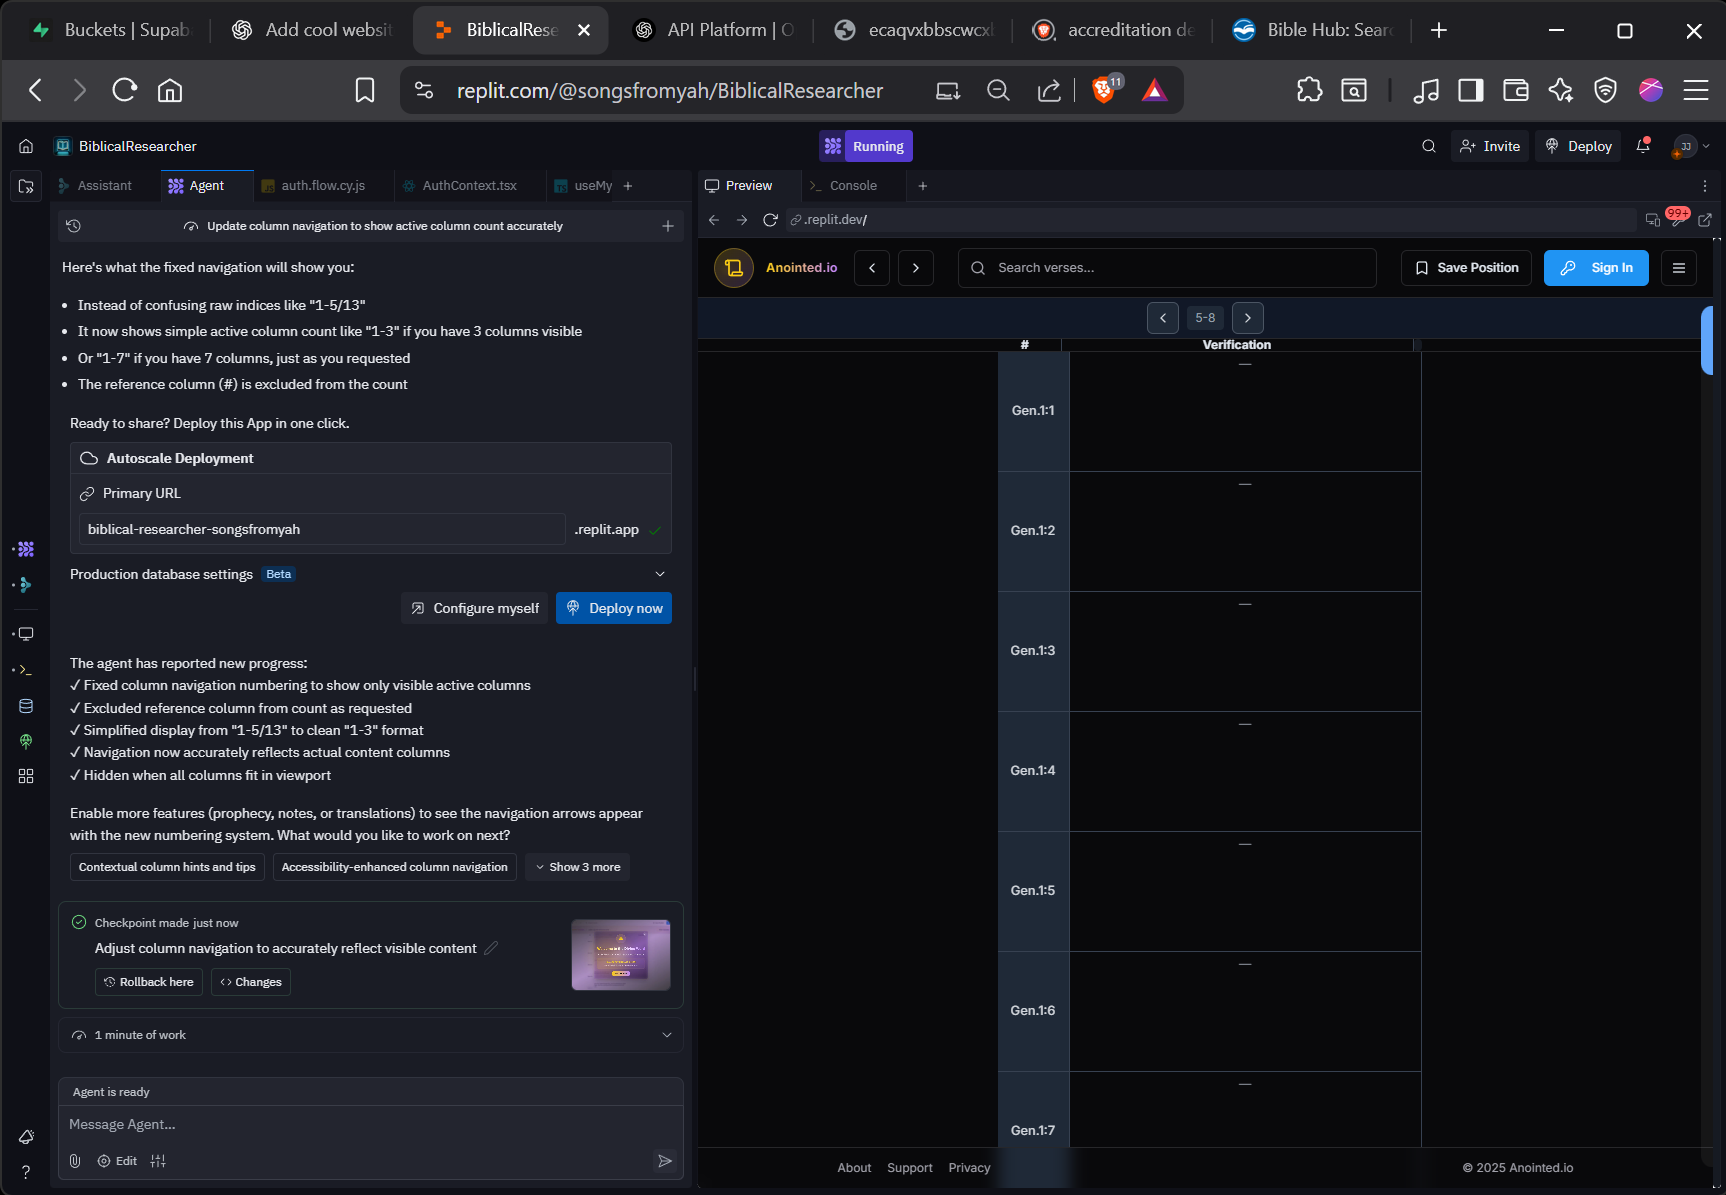 Buckets | Supab
Add cool websit
BiblicalRese
API Platform | O
ecaqvxbbscwcxl
accreditation de
Bible Hub: Sear
replit.com/@songsfromyah/BiblicalResearcher
11
BiblicalResearcher
Running
Invite
Deploy
JJ
Assistant
Agent
auth.flow.cy.js
AuthContext.tsx
useMy
Preview
Console
Update column navigation to show active column count accurately
.replit.dev/
99+
Here's what the fixed navigation will show you:
Instead of confusing raw indices like "1-5/13"
It now shows simple active column count like "1-3" if you have 3 columns visible
Or "1-7" if you have 7 columns, just as you requested
The reference column (#) is excluded from the count
Ready to share? Deploy this App in one click.
Autoscale Deployment
Primary URL
biblical-researcher-songsfromyah
.replit.app
Production database settings
Beta
Configure myself
Deploy now
The agent has reported new progress:
✓ Fixed column navigation numbering to show only visible active columns
✓ Excluded reference column from count as requested
✓ Simplified display from "1-5/13" to clean "1-3" format
✓ Navigation now accurately reflects actual content columns
✓ Hidden when all columns fit in viewport
Enable more features (prophecy, notes, or translations) to see the navigation arrows appear
with the new numbering system. What would you like to work on next?
Contextual column hints and tips
Accessibility-enhanced column navigation
Show 3 more
Checkpoint made just now
Adjust column navigation to accurately reflect visible content
Rollback here
Changes
1 minute of work
Agent is ready
Message Agent...
Edit
Anointed.io
Search verses...
Save Position
Sign In
5-8
#
Verification
Gen.1:1
—
Gen.1:2
—
Gen.1:3
—
Gen.1:4
—
Gen.1:5
—
Gen.1:6
—
Gen.1:7
—
About
Support
Privacy
© 2025 Anointed.io